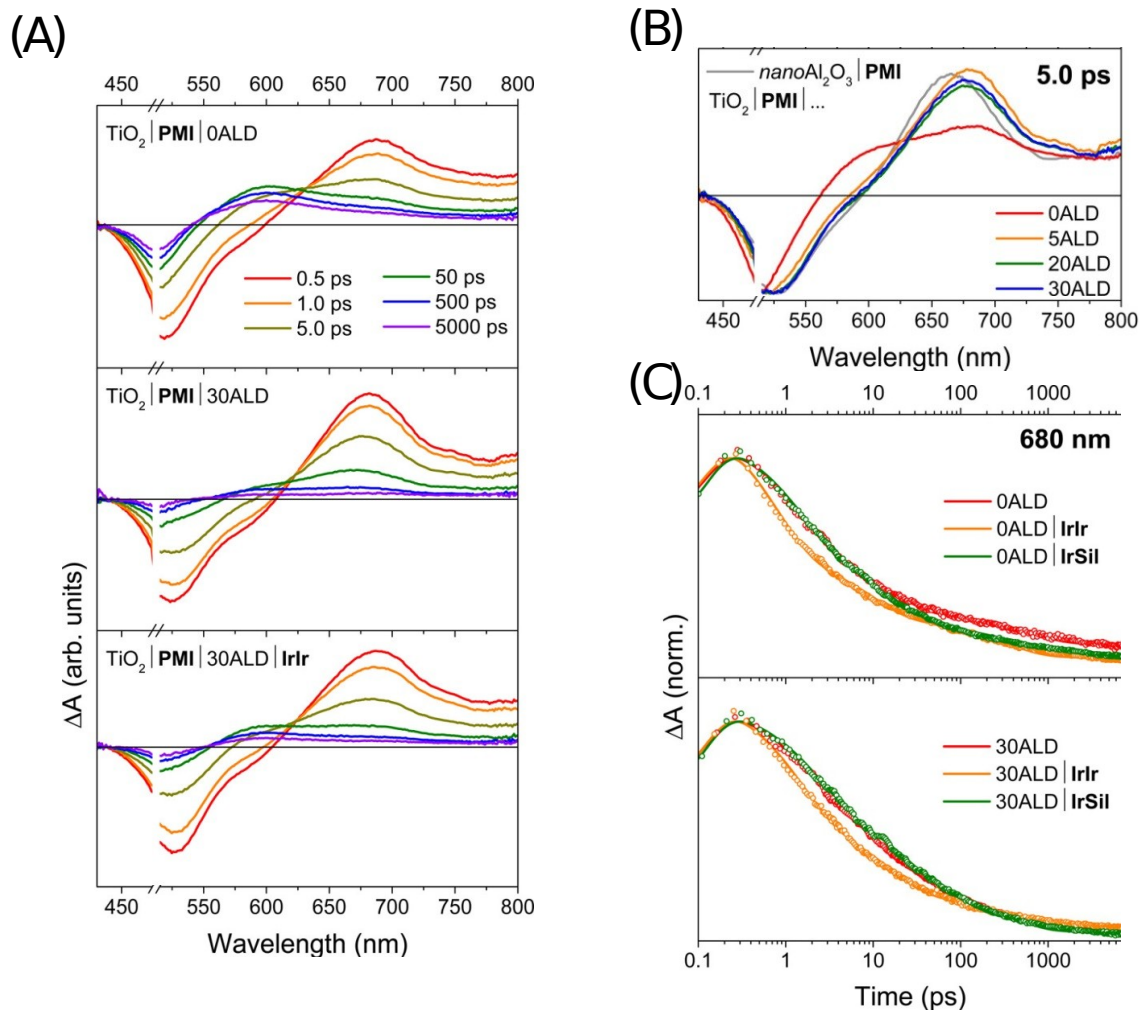 (A)
450 550 600 650 700 750 800
TiO₂|PMI|0ALD
0.5 ps 50 ps
1.0 ps 500 ps
5.0 ps 5000 ps
TiO₂|PMI|30ALD
TiO₂|PMI|30ALD|IrIr
ΔA (arb. units)
450 550 600 650 700 750 800
Wavelength (nm)
(B)
nanoAl₂O₃|PMI 5.0 ps
TiO₂|PMI|...
0ALD
5ALD
20ALD
30ALD
450 550 600 650 700 750 800
Wavelength (nm)
(C)
0.1 1 10 100 1000
680 nm
0ALD
0ALD|IrIr
0ALD|IrSil
30ALD
30ALD|IrIr
30ALD|IrSil
ΔA (norm.)
0.1 1 10 100 1000
Time (ps)